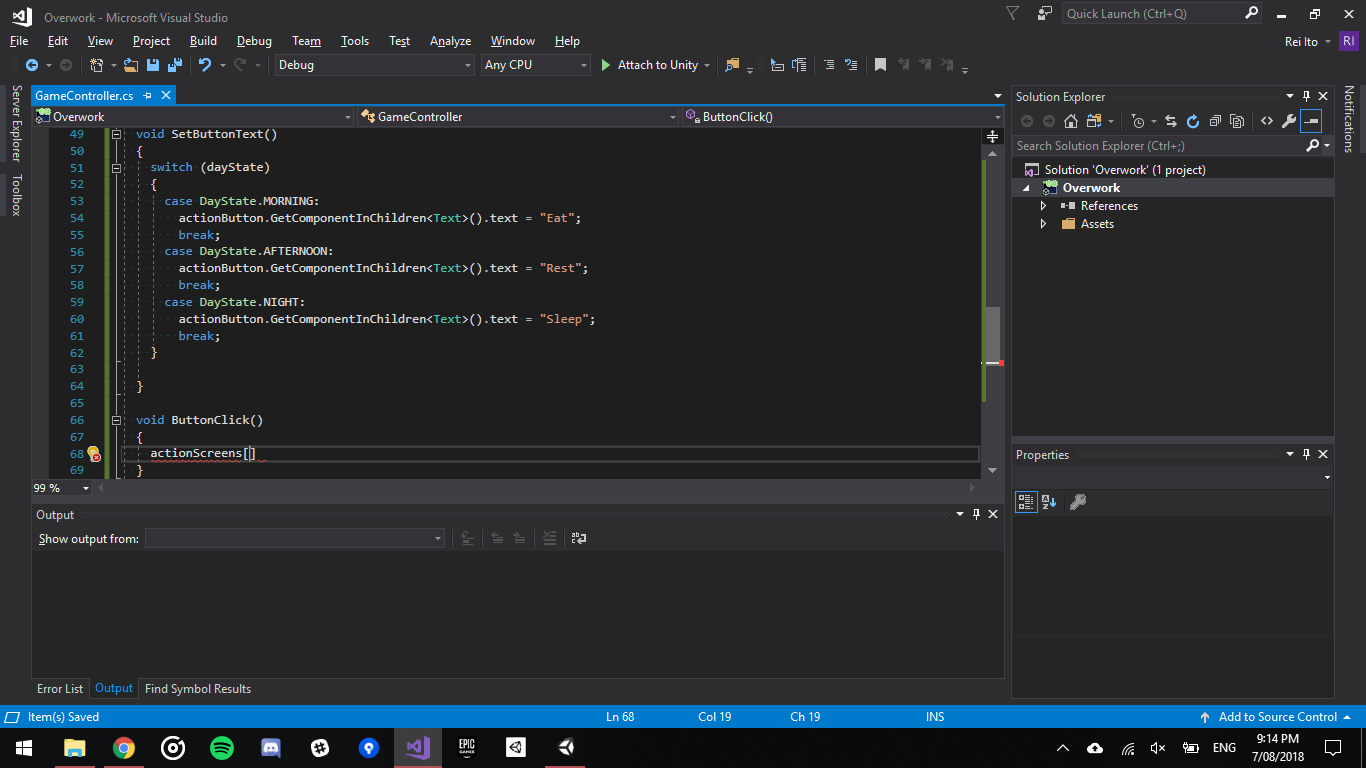 Overwork - Microsoft Visual Studio
Quick Launch (Ctrl+Q)
File Edit View Project Build Debug Team Tools Test Analyze Window Help
Rei Ito RI
Debug Any CPU Attach to Unity
Server Explorer
Toolbox
GameController.cs
Overwork GameController ButtonClick()
49 void SetButtonText()
50 {
51 switch (dayState)
52 {
53 case DayState.MORNING:
54 actionButton.GetComponentInChildren<Text>().text = "Eat";
55 break;
56 case DayState.AFTERNOON:
57 actionButton.GetComponentInChildren<Text>().text = "Rest";
58 break;
59 case DayState.NIGHT:
60 actionButton.GetComponentInChildren<Text>().text = "Sleep";
61 break;
62 }
63
64 }
65
66 void ButtonClick()
67 {
68 actionScreens[]
69 }
99 %
Output
Show output from:
Error List Output Find Symbol Results
Solution Explorer
Search Solution Explorer (Ctrl+;)
Solution 'Overwork' (1 project)
Overwork
References
Assets
Properties
Notifications
Item(s) Saved Ln 68 Col 19 Ch 19 INS Add to Source Control
EPIC GAMES
ENG
9:14 PM
7/08/2018